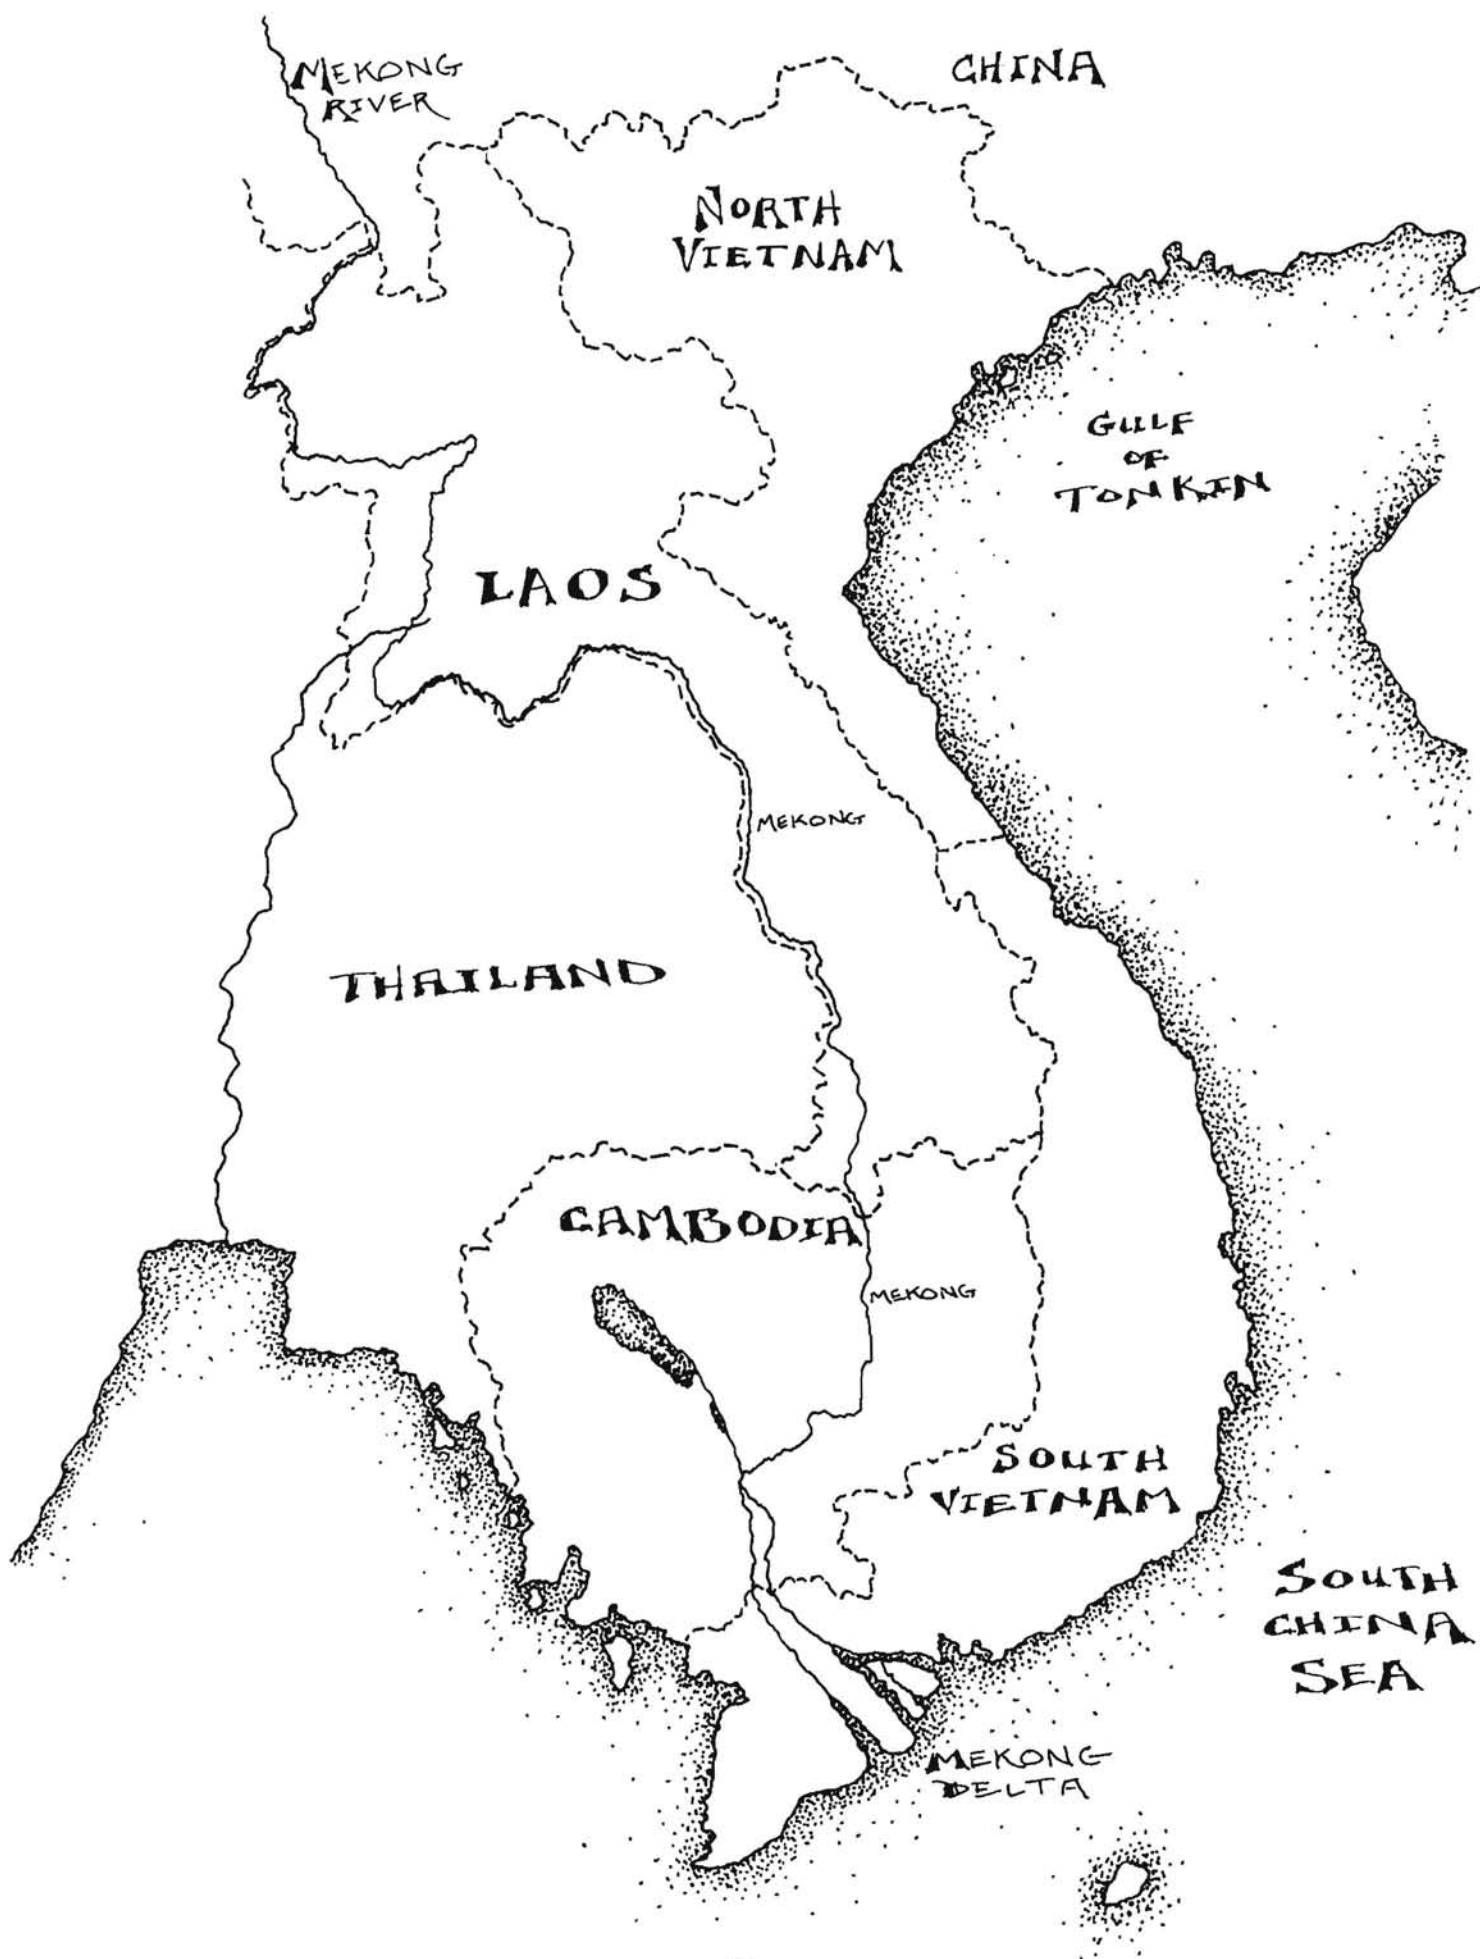 MEKONG
RIVER
CHINA
NORTH
VIETNAM
GULF
OF
TONKIN
LAOS
MEKONG
THAILAND
CAMBODIA
MEKONG
SOUTH
VIETNAM
SOUTH
CHINA
SEA
MEKONG
DELTA